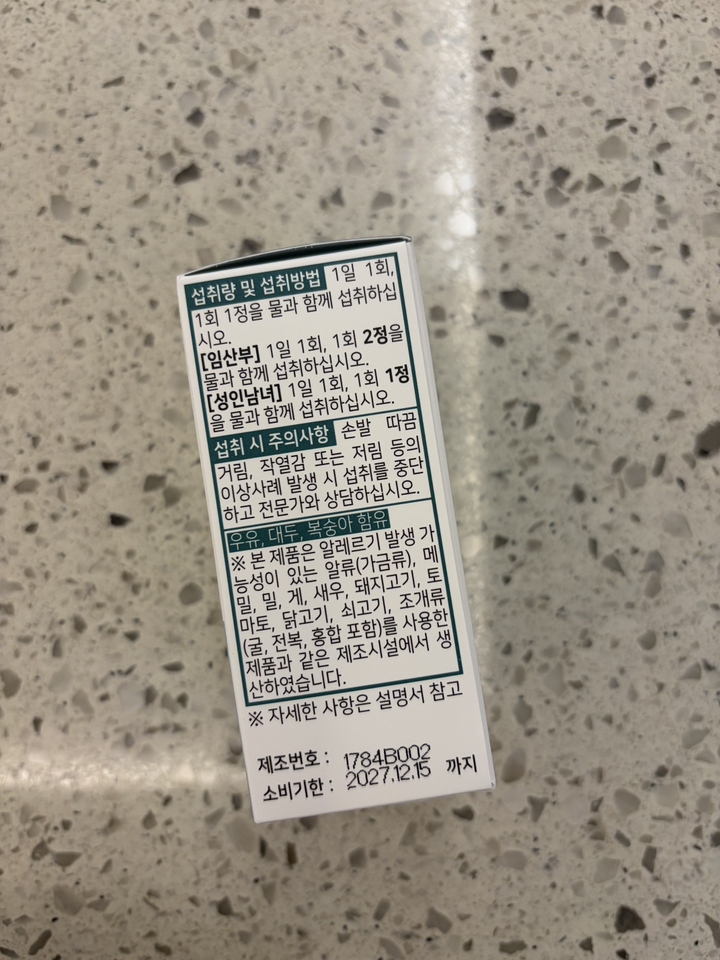 섭취량 및 섭취방법 1일 1회,
1회 1정을 물과 함께 섭취하십
시오.
[임산부] 1일 1회, 1회 2정을
물과 함께 섭취하십시오.
[성인남녀] 1일 1회, 1회 1정
을 물과 함께 섭취하십시오.
섭취 시 주의사항 손발 따끔
거림, 작열감 또는 저림 등의
이상사례 발생 시 섭취를 중단
하고 전문가와 상담하십시오.
우유, 대두, 복숭아 함유
※ 본 제품은 알레르기 발생 가
능성이 있는 알류(가금류), 메
밀, 밀, 게, 새우, 돼지고기, 토
마토, 닭고기, 쇠고기, 조개류
(굴, 전복, 홍합 포함)를 사용한
제품과 같은 제조시설에서 생
산하였습니다.
※ 자세한 사항은 설명서 참고
제조번호 : 1784B002
소비기한 : 2027.12.15 까지